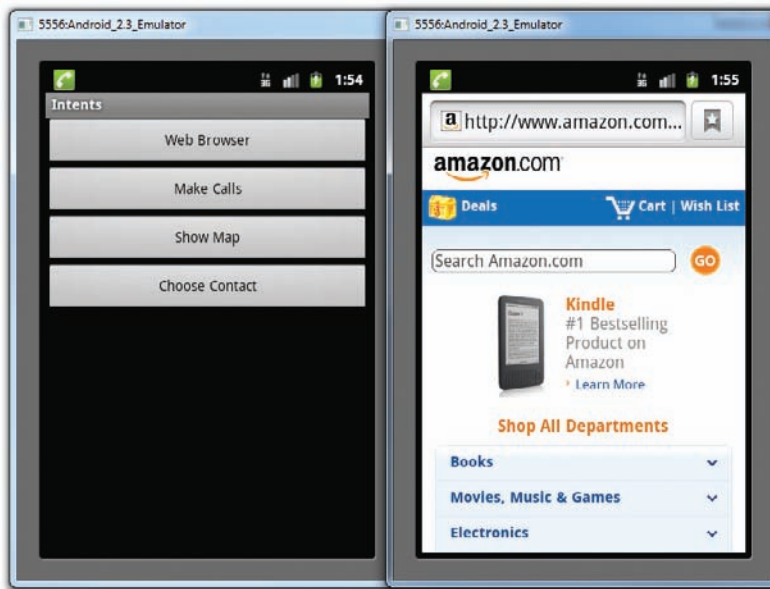 5556:Android_2.3_Emulator
1:54
Intents
Web Browser
Make Calls
Show Map
Choose Contact
5556:Android_2.3_Emulator
3G
1:55
a http://www.amazon.com...
amazon.com
Deals
Cart | Wish List
Search Amazon.com
GO
Kindle
#1 Bestselling
Product on
Amazon
Learn More
Shop All Departments
Books
Movies, Music & Games
Electronics